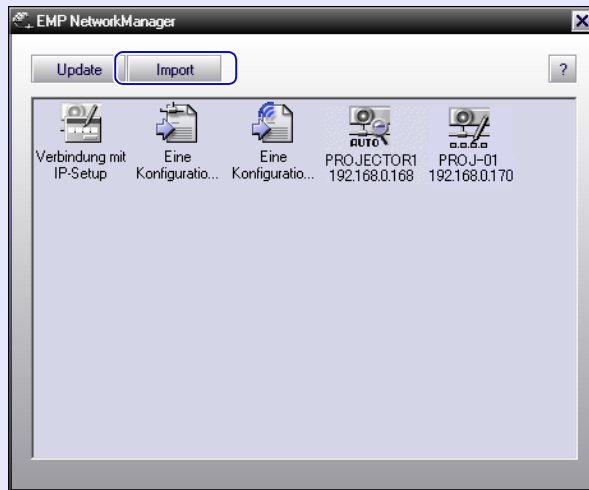 EMP NetworkManager
Update
Import
?
Verbindung mit
IP-Setup
Eine
Konfiguratio...
Eine
Konfiguratio...
AUTO
PROJECTOR1
192.168.0.168
PROJ-01
192.168.0.170